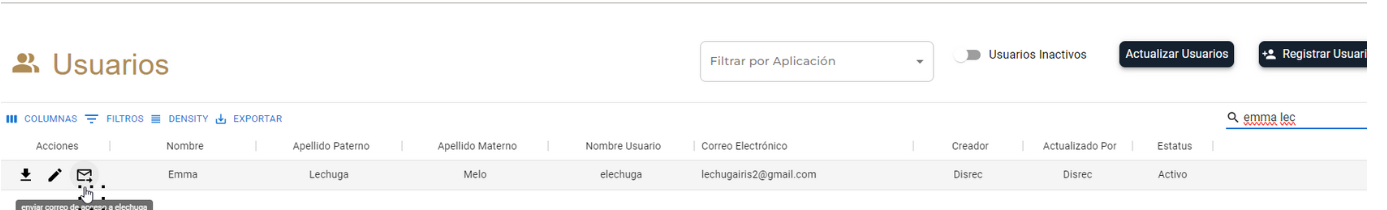 Usuarios
Filtrar por Aplicación
Usuarios Inactivos
Actualizar Usuarios
Registrar Usuari
COLUMNAS FILTROS DENSITY EXPORTAR
emma lec
Acciones Nombre Apellido Paterno Apellido Materno Nombre Usuario Correo Electrónico Creador Actualizado Por Estatus
Emma Lechuga Melo elechuga lechugairis2@gmail.com Disrec Disrec Activo
enviar correo de acceso a elechuga